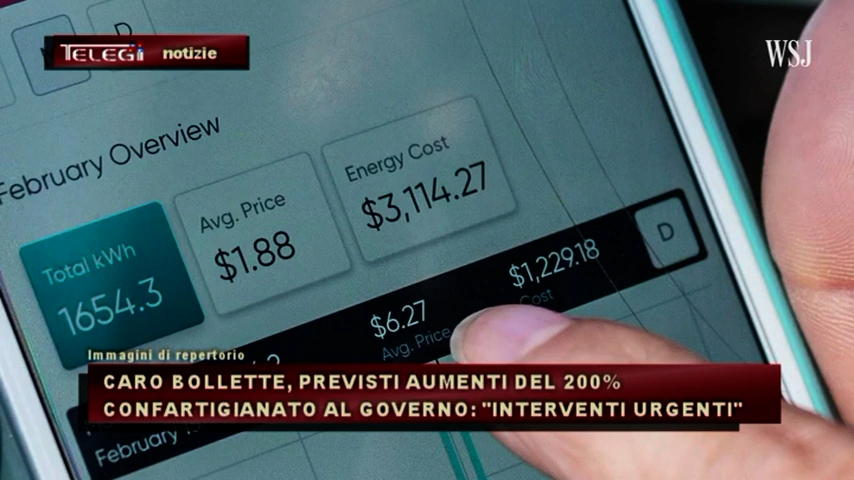 TELEGI notizie
WSJ
D
February Overview
Total kWh
1654.3
Avg. Price
$1.88
Energy Cost
$3,114.27
$6.27
Avg. Price
$1,229.18
Cost
D
Immagini di repertorio
CARO BOLLETTE, PREVISTI AUMENTI DEL 200%
CONFARTIGIANATO AL GOVERNO: "INTERVENTI URGENTI"
February